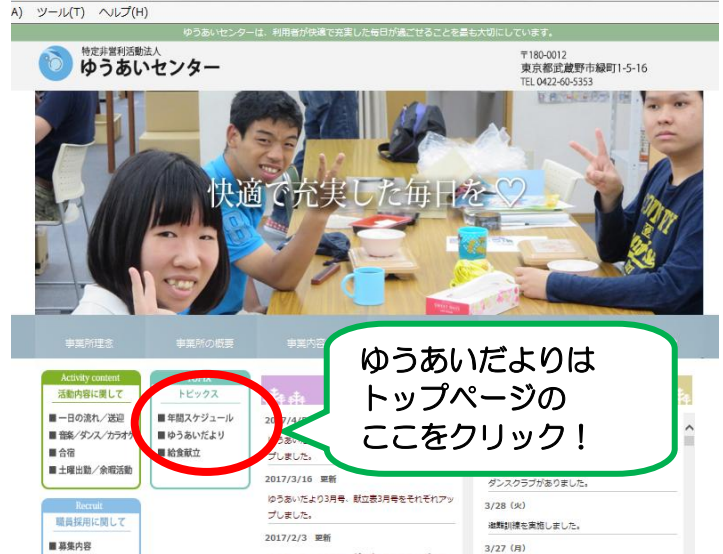 A) ツール(T) ヘルプ(H)
ゆうあいセンターは、利用者が快適で充実した毎日が過ごせることを最も大切にしています。
特定非営利活動法人
ゆうあいセンター
〒180-0012
東京都武蔵野市緑町1-5-16
TEL 0422-60-5353
快適で充実した毎日を♡
事業所理念 事業所の概要 事業内容
ゆうあいだよりは
トップページの
ここをクリック！
Activity content
活動内容に関して
■ 一日の流れ／送迎
■ 音楽／ダンス／カラオケ
■ 合宿
■ 土曜出勤／余暇活動
トピックス
■ 年間スケジュール
■ ゆうあいだより
■ 給食献立
Recruit
職員採用に関して
■ 募集内容
プしました。
2017/3/16 更新
ゆうあいだより3月号、献立表3月号をそれぞれアッ
プしました。
2017/2/3 更新
ダンスクラブがありました。
3/28（火）
避難訓練を実施しました。
3/27（月）